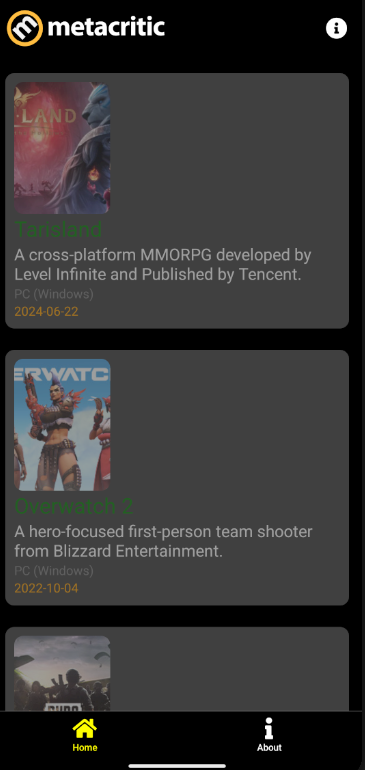 metacritic
·LAND
Tarisland
A cross-platform MMORPG developed by
Level Infinite and Published by Tencent.
PC (Windows)
2024-06-22
ERWATC
Overwatch 2
A hero-focused first-person team shooter
from Blizzard Entertainment.
PC (Windows)
2022-10-04
Home
About